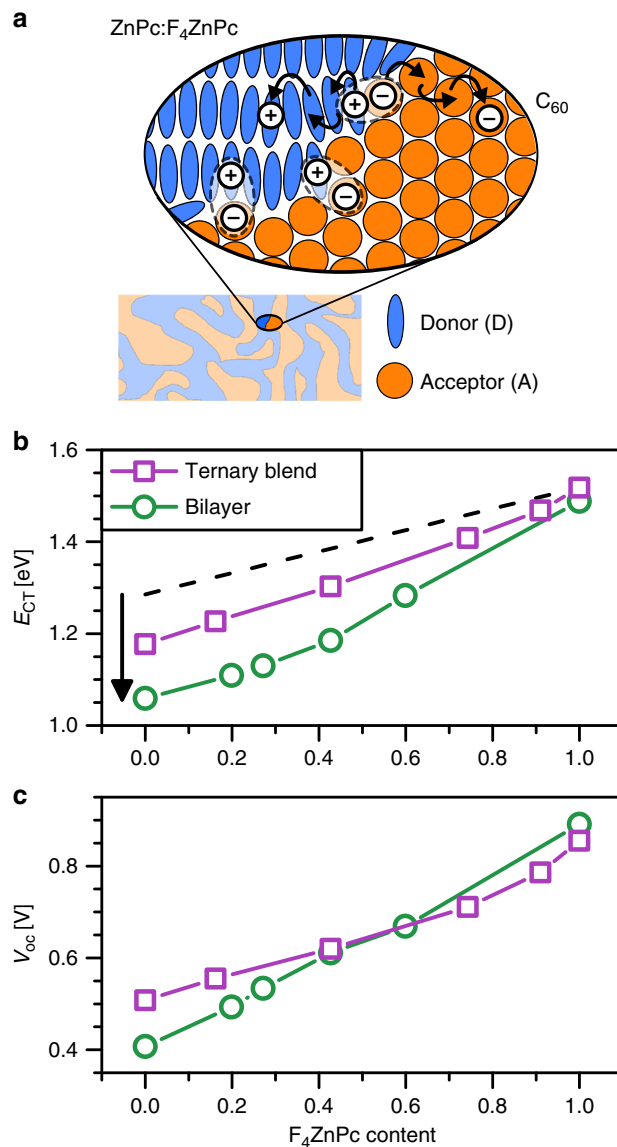 a
ZnPc:F₄ZnPc
+ −
+ −
+ +
− −
C₆₀
Donor (D)
Acceptor (A)
b
1.6
Ternary blend
Bilayer
1.4
E_CT [eV]
1.2
1.0
0.0 0.2 0.4 0.6 0.8 1.0
c
0.8
V_oc [V]
0.6
0.4
0.0 0.2 0.4 0.6 0.8 1.0
F₄ZnPc content